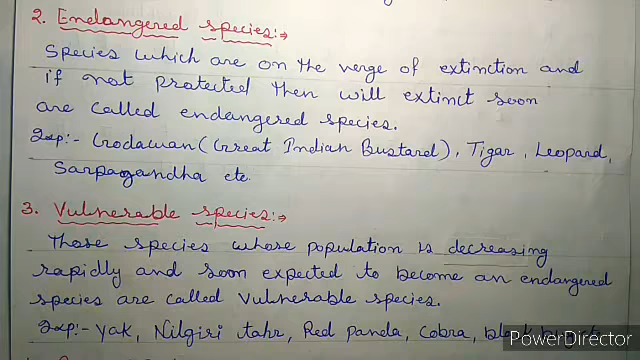 2. Endangered species:→
Species which are on the verge of extinction and
if not protected then will extinct soon
are called endangered species.
Exp:- Crodawan (Great Indian Bustard), Tigar, Leopard,
Sarpagandha etc.
3. Vulnerable species:→
Those species whose population is decreasing
rapidly and soon expected to become an endangered
species are called Vulnerable species.
Exp:- Yak, Nilgiri tahr, Red panda, Cobra, black
PowerDirector